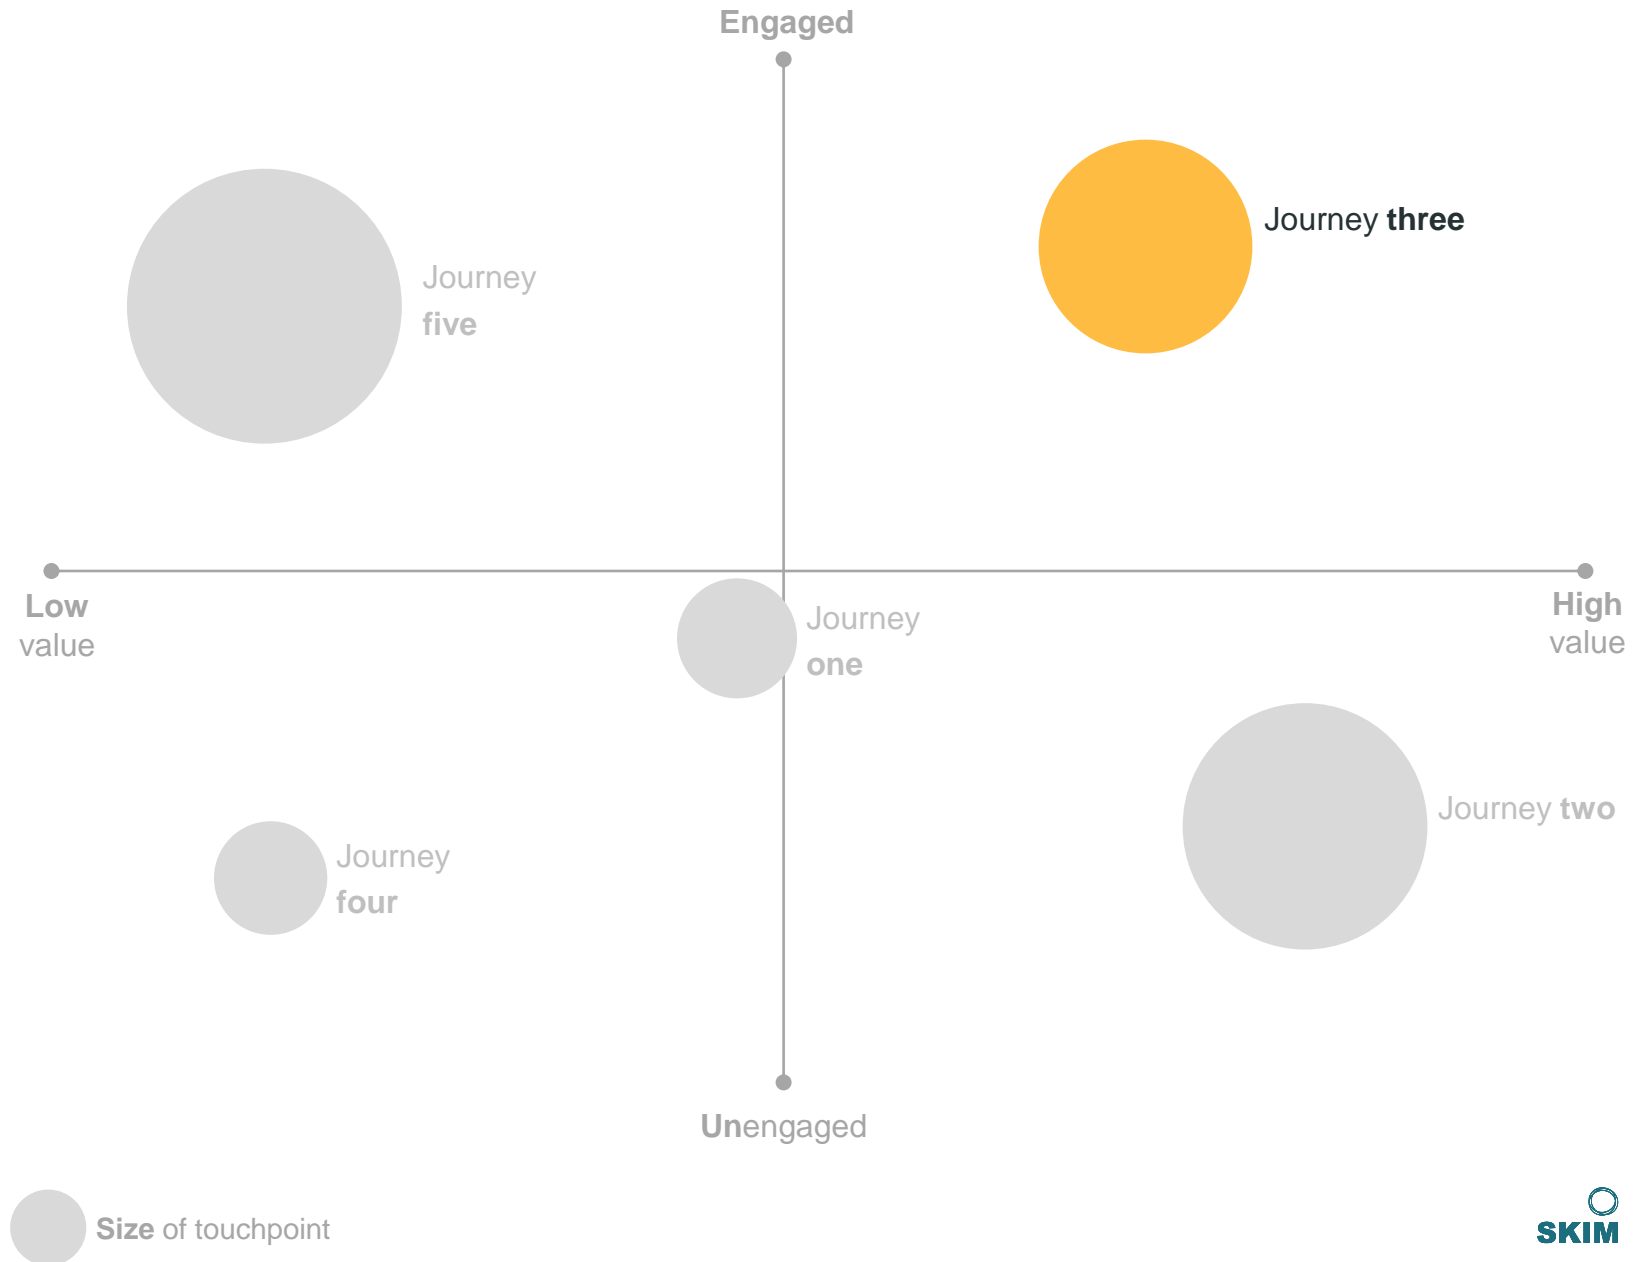 Engaged
Journey three
Journey
five
Low
value
High
value
Journey
one
Journey two
Journey
four
Unengaged
Size of touchpoint
SKIM